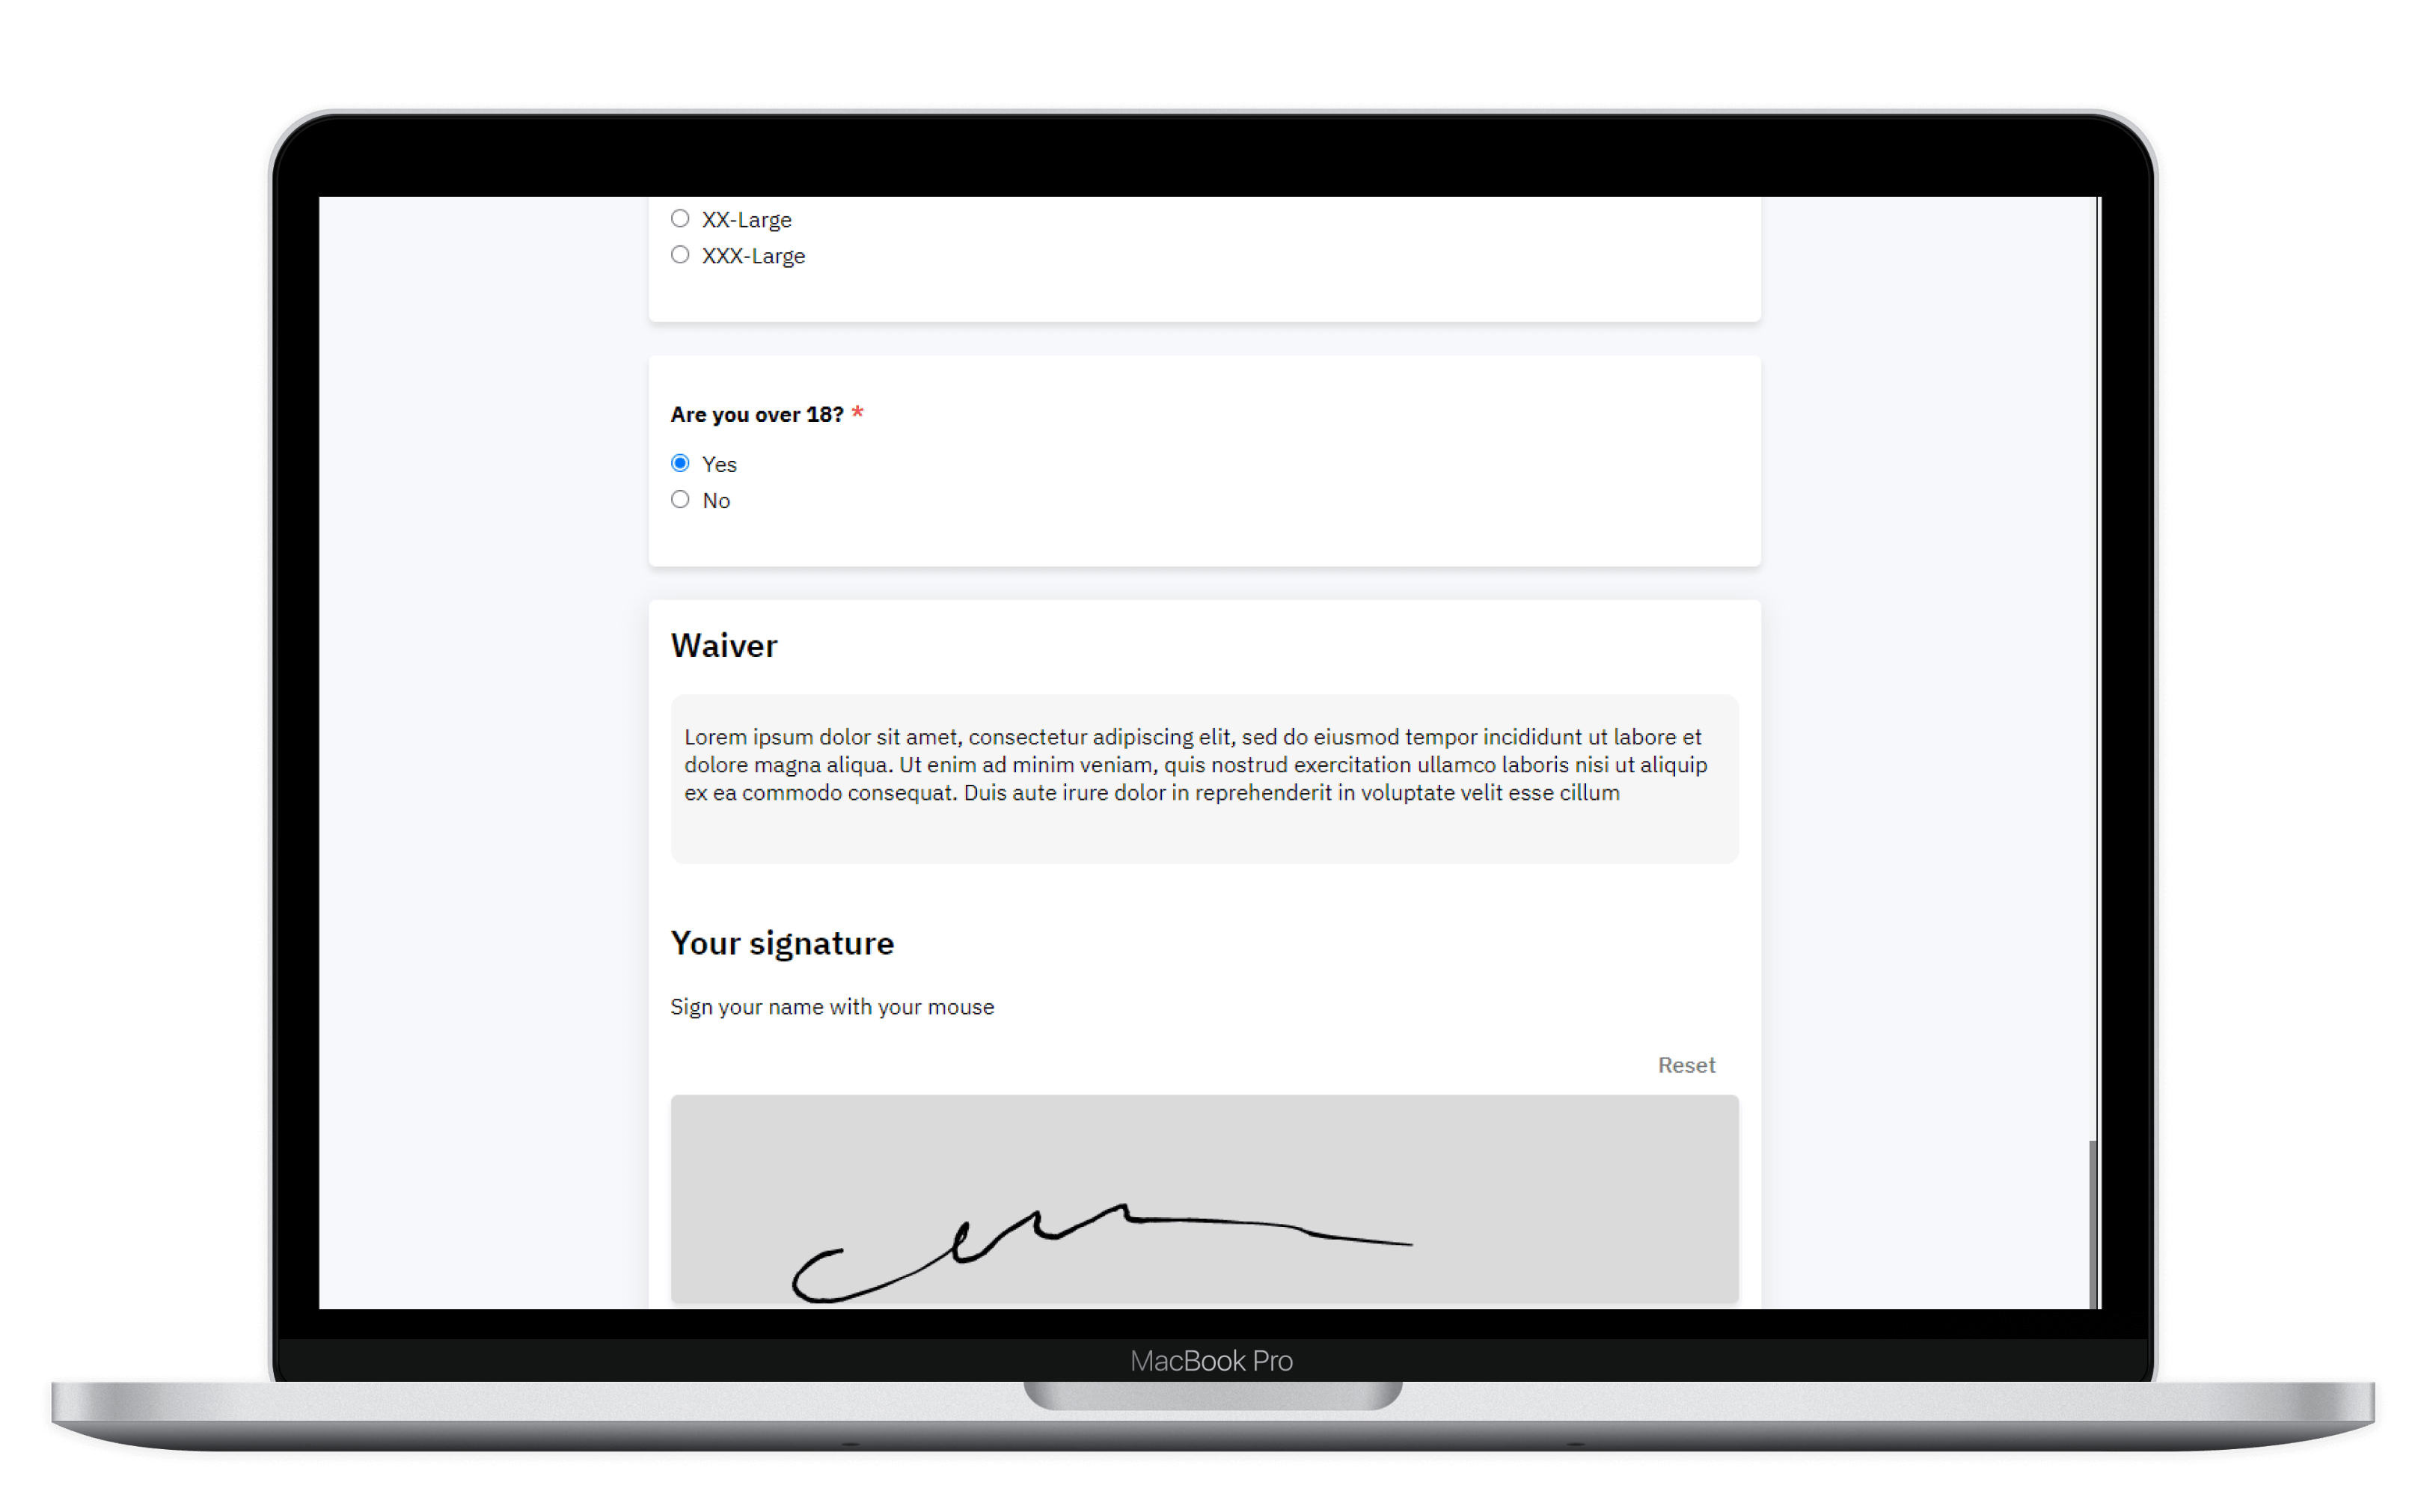 XX-Large
XXX-Large
Are you over 18? *
Yes
No
Waiver
Lorem ipsum dolor sit amet, consectetur adipiscing elit, sed do eiusmod tempor incididunt ut labore et
dolore magna aliqua. Ut enim ad minim veniam, quis nostrud exercitation ullamco laboris nisi ut aliquip
ex ea commodo consequat. Duis aute irure dolor in reprehenderit in voluptate velit esse cillum
Your signature
Sign your name with your mouse
Reset
MacBook Pro